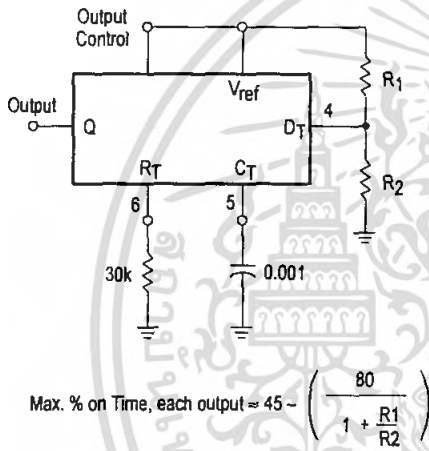 Output
Control
Output
Q
Vref
DT
4
R1
R2
RT
CT
6
5
30k
0.001
Max. % on Time, each output ≈ 45 – ( 80 / 1 + R1/R2 )